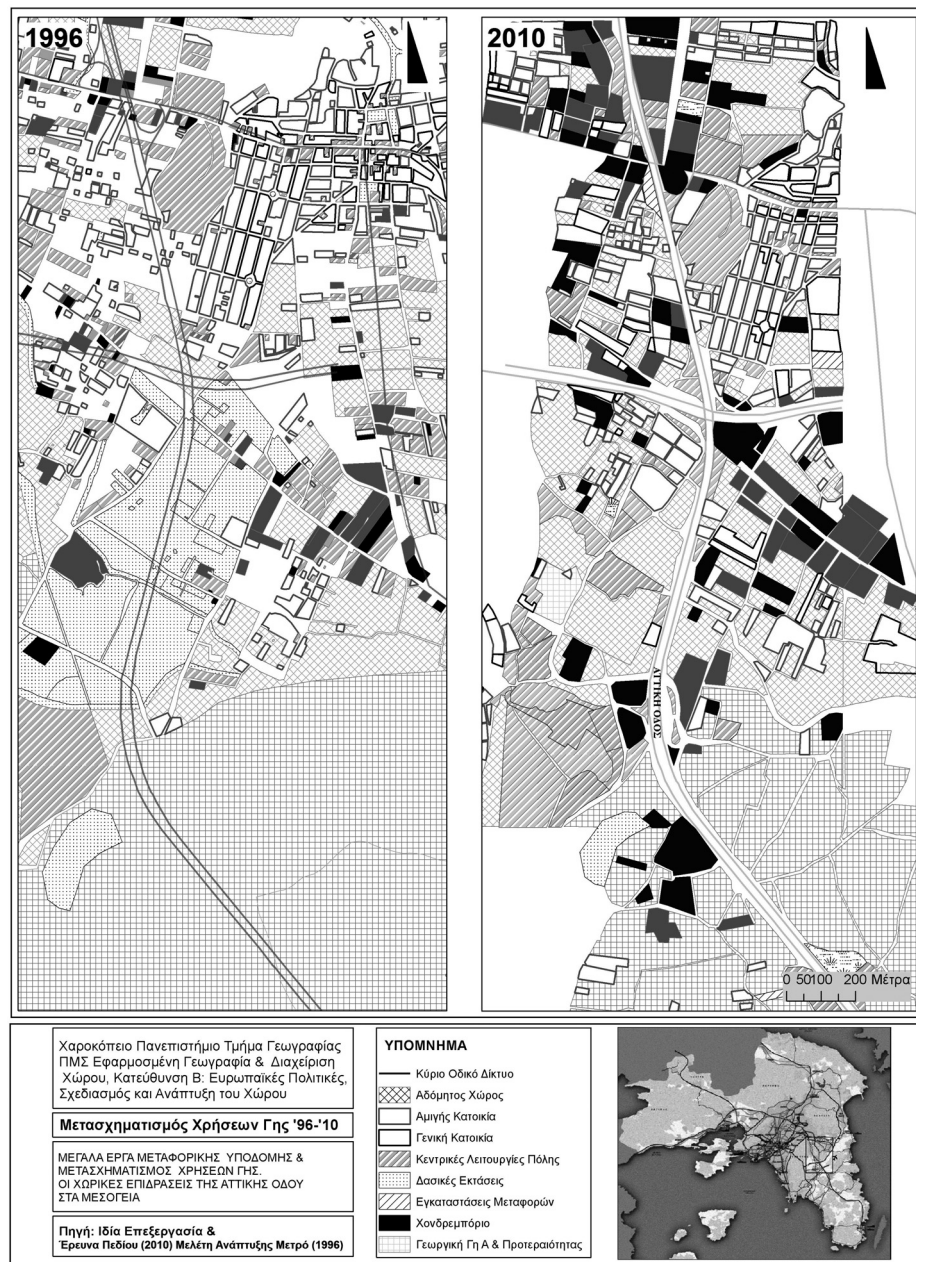 1996
2010
ΑΤΤΙΚΗ ΟΔΟΣ
0 50100 200 Μέτρα
Χαροκόπειο Πανεπιστήμιο Τμήμα Γεωγραφίας
ΠΜΣ Εφαρμοσμένη Γεωγραφία & Διαχείριση
Χώρου, Κατεύθυνση Β: Ευρωπαϊκές Πολιτικές,
Σχεδιασμός και Ανάπτυξη του Χώρου
Μετασχηματισμός Χρήσεων Γης '96-'10
ΜΕΓΑΛΑ ΕΡΓΑ ΜΕΤΑΦΟΡΙΚΗΣ ΥΠΟΔΟΜΗΣ &
ΜΕΤΑΣΧΗΜΑΤΙΣΜΟΣ ΧΡΗΣΕΩΝ ΓΗΣ.
ΟΙ ΧΩΡΙΚΕΣ ΕΠΙΔΡΑΣΕΙΣ ΤΗΣ ΑΤΤΙΚΗΣ ΟΔΟΥ
ΣΤΑ ΜΕΣΟΓΕΙΑ
Πηγή: Ιδία Επεξεργασία &
Έρευνα Πεδίου (2010) Μελέτη Ανάπτυξης Μετρό (1996)
ΥΠΟΜΝΗΜΑ
Κύριο Οδικό Δίκτυο
Αδόμητος Χώρος
Αμιγής Κατοικία
Γενική Κατοικία
Κεντρικές Λειτουργίες Πόλης
Δασικές Εκτάσεις
Εγκαταστάσεις Μεταφορών
Χονδρεμπόριο
Γεωργική Γη Α & Προτεραιότητας